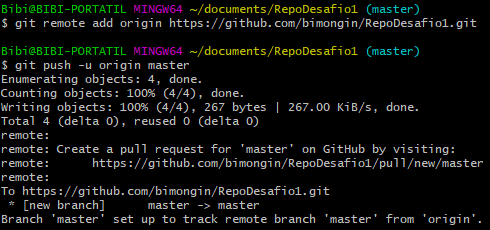 Bibi@BIBI-PORTATIL MINGW64 ~/documents/RepoDesafio1 (master)
$ git remote add origin https://github.com/bimongin/RepoDesafio1.git

Bibi@BIBI-PORTATIL MINGW64 ~/documents/RepoDesafio1 (master)
$ git push -u origin master
Enumerating objects: 4, done.
Counting objects: 100% (4/4), done.
Writing objects: 100% (4/4), 267 bytes | 267.00 KiB/s, done.
Total 4 (delta 0), reused 0 (delta 0)
remote:
remote: Create a pull request for 'master' on GitHub by visiting:
remote:      https://github.com/bimongin/RepoDesafio1/pull/new/master
remote:
To https://github.com/bimongin/RepoDesafio1.git
 * [new branch]      master -> master
Branch 'master' set up to track remote branch 'master' from 'origin'.